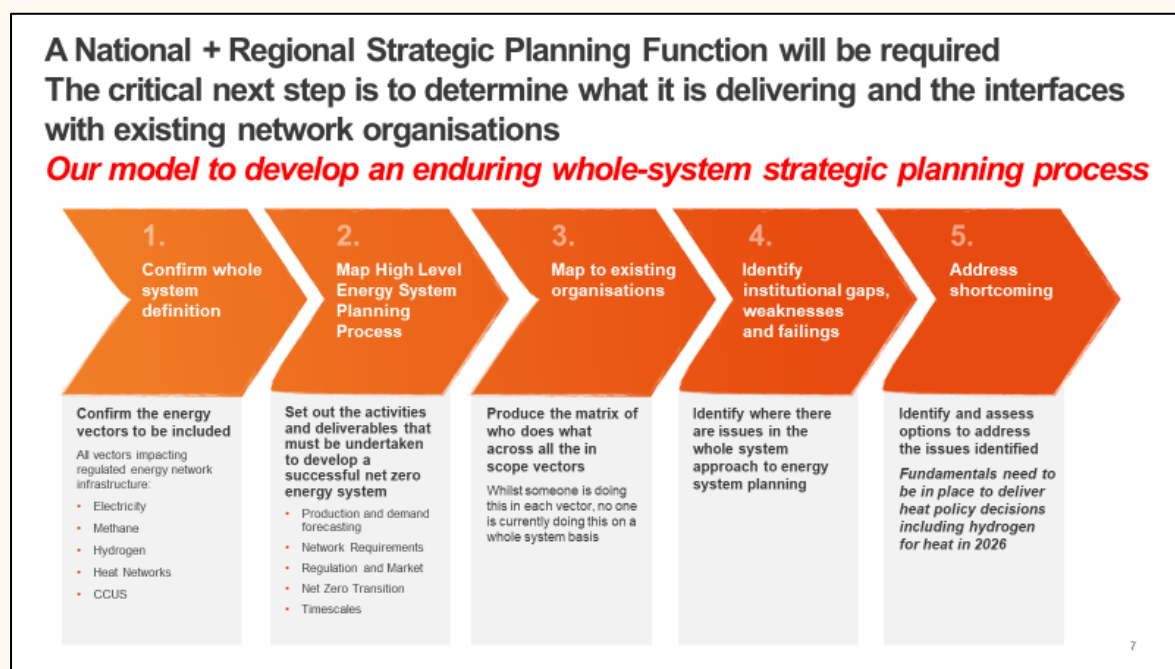 A National + Regional Strategic Planning Function will be required
The critical next step is to determine what it is delivering and the interfaces
with existing network organisations
Our model to develop an enduring whole-system strategic planning process
1.
Confirm whole
system
definition
Confirm the energy
vectors to be included
All vectors impacting
regulated energy network
infrastructure:
• Electricity
• Methane
• Hydrogen
• Heat Networks
• CCUS
2.
Map High Level
Energy System
Planning
Process
Set out the activities
and deliverables that
must be undertaken
to develop a
successful net zero
energy system
• Production and demand
forecasting
• Network Requirements
• Regulation and Market
• Net Zero Transition
• Timescales
3.
Map to existing
organisations
Produce the matrix of
who does what
across all the in
scope vectors
Whilst someone is doing
this in each vector, no one
is currently doing this on a
whole system basis
4.
Identify
institutional gaps,
weaknesses
and failings
Identify where there
are issues in the
whole system
approach to energy
system planning
5.
Address
shortcoming
Identify and assess
options to address
the issues identified
Fundamentals need to
be in place to deliver
heat policy decisions
including hydrogen
for heat in 2026
7